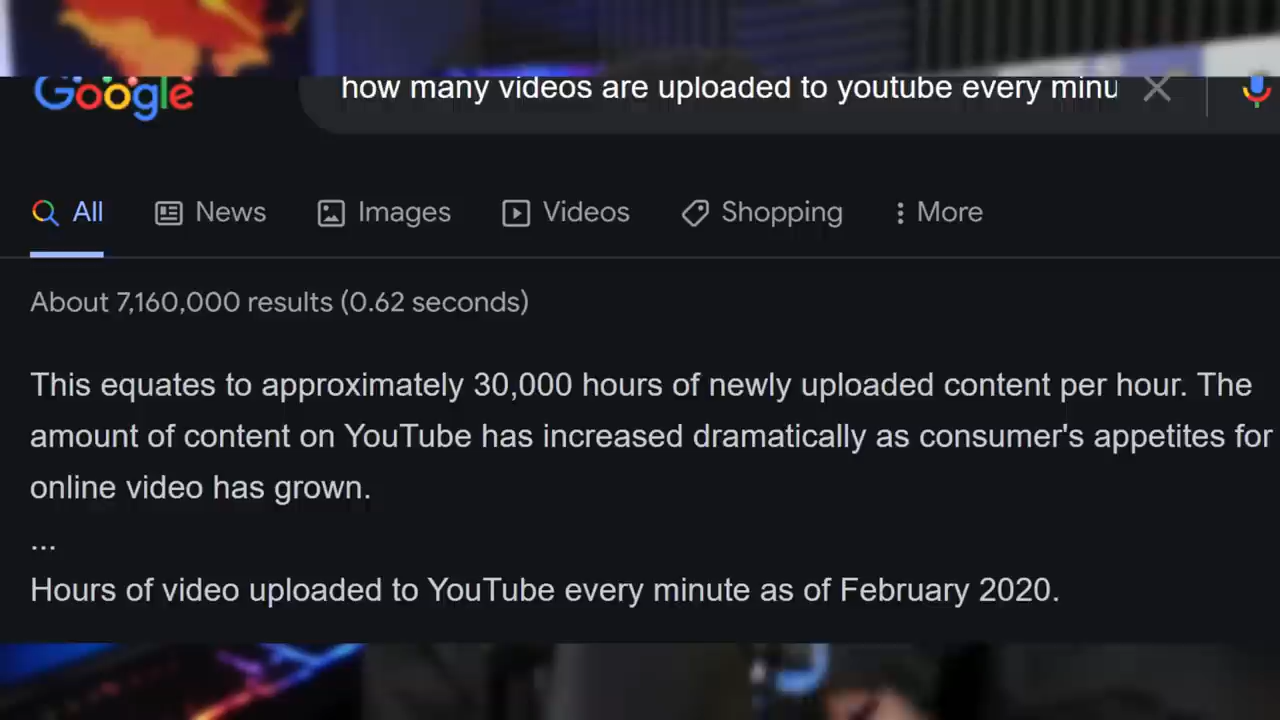 Google how many videos are uploaded to youtube every minu
All News Images Videos Shopping More
About 7,160,000 results (0.62 seconds)
This equates to approximately 30,000 hours of newly uploaded content per hour. The
amount of content on YouTube has increased dramatically as consumer's appetites for
online video has grown.
...
Hours of video uploaded to YouTube every minute as of February 2020.